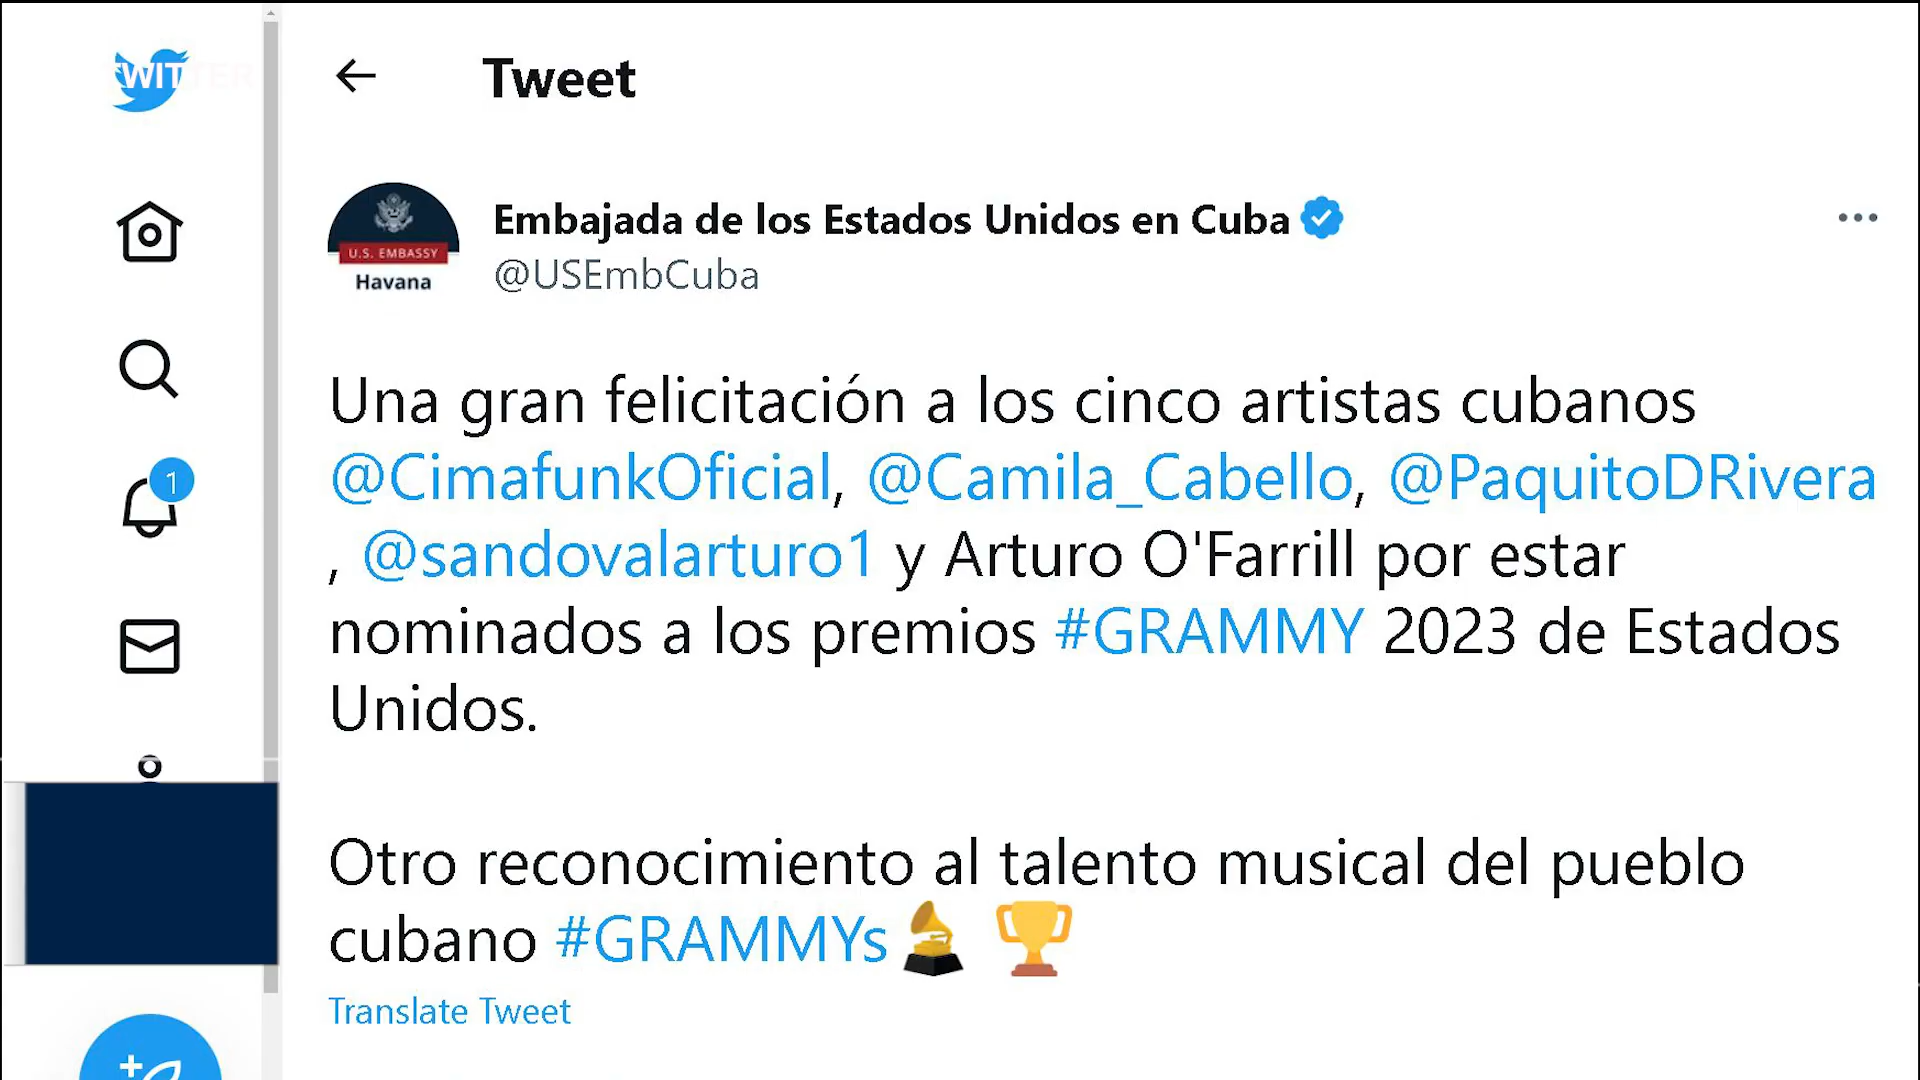 TWITTER
Tweet
U.S. EMBASSY
Havana
Embajada de los Estados Unidos en Cuba
@USEmbCuba
1
Una gran felicitación a los cinco artistas cubanos
@CimafunkOficial, @Camila_Cabello, @PaquitoDRivera
, @sandovalarturo1 y Arturo O'Farrill por estar
nominados a los premios #GRAMMY 2023 de Estados
Unidos.
Otro reconocimiento al talento musical del pueblo
cubano #GRAMMYs
Translate Tweet